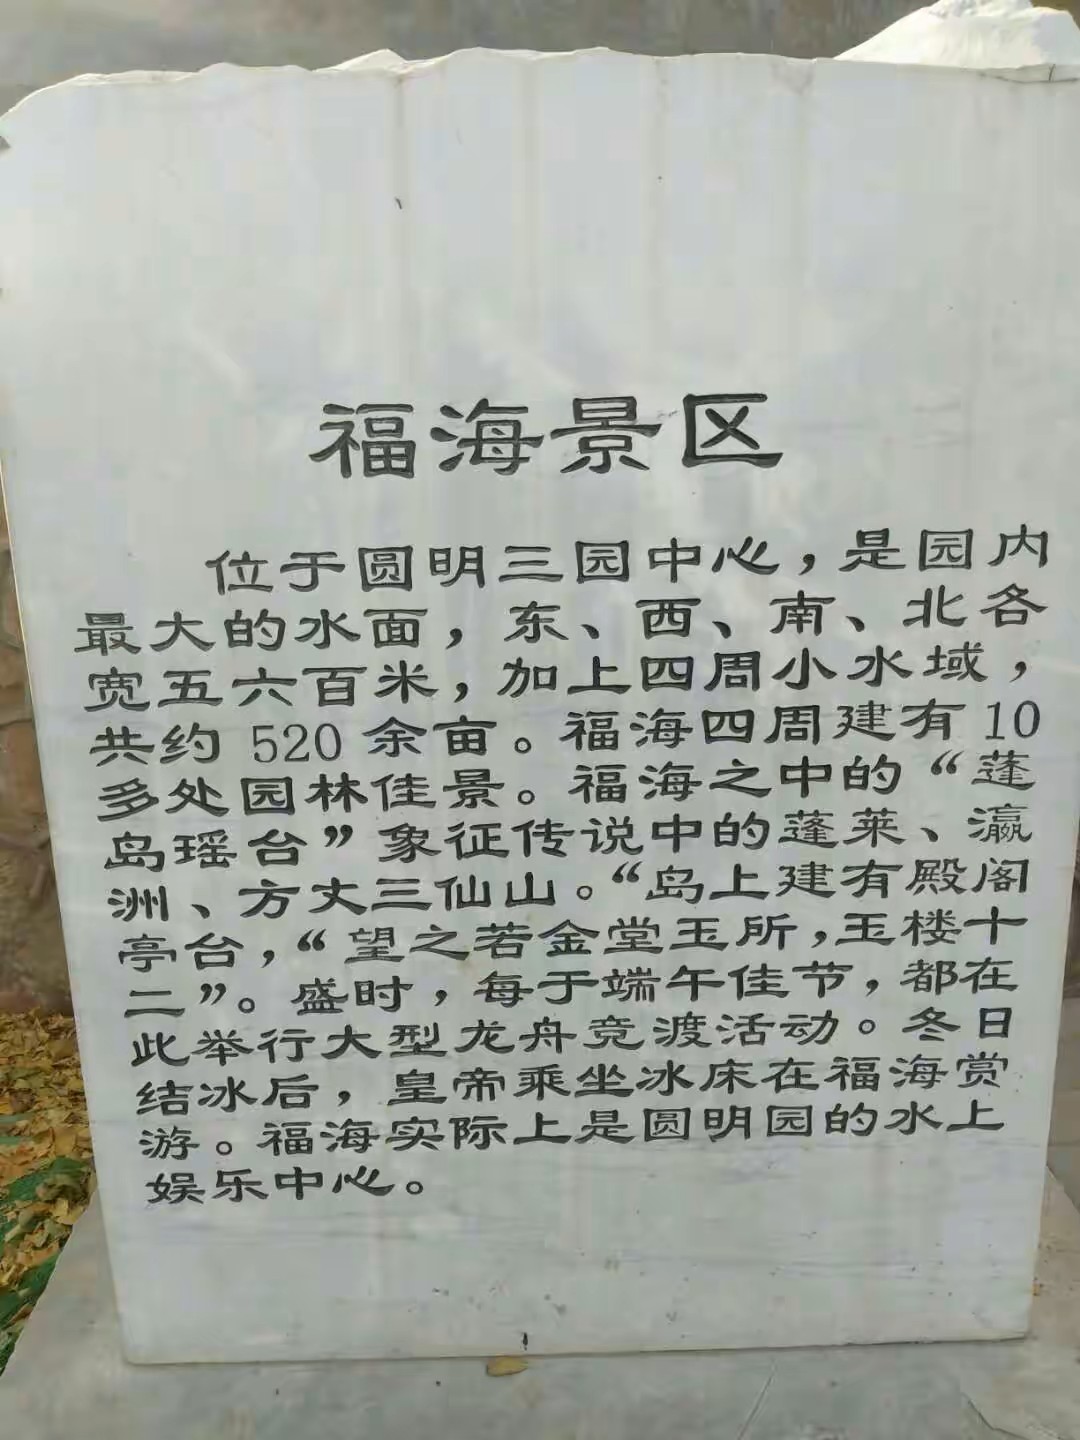 福海景区
位于圆明三园中心，是园内
最大的水面，东、西、南、北各
宽五六百米，加上四周小水域，
共约 520 余亩。福海四周建有 10
多处园林佳景。福海之中的“蓬
岛瑶台”象征传说中的蓬莱、瀛
洲、方丈三仙山。“岛上建有殿阁
亭台，“望之若金堂玉所，玉楼十
二”。盛时，每于端午佳节，都在
此举行大型龙舟竞渡活动。冬日
结冰后，皇帝乘坐冰床在福海赏
游。福海实际上是圆明园的水上
娱乐中心。